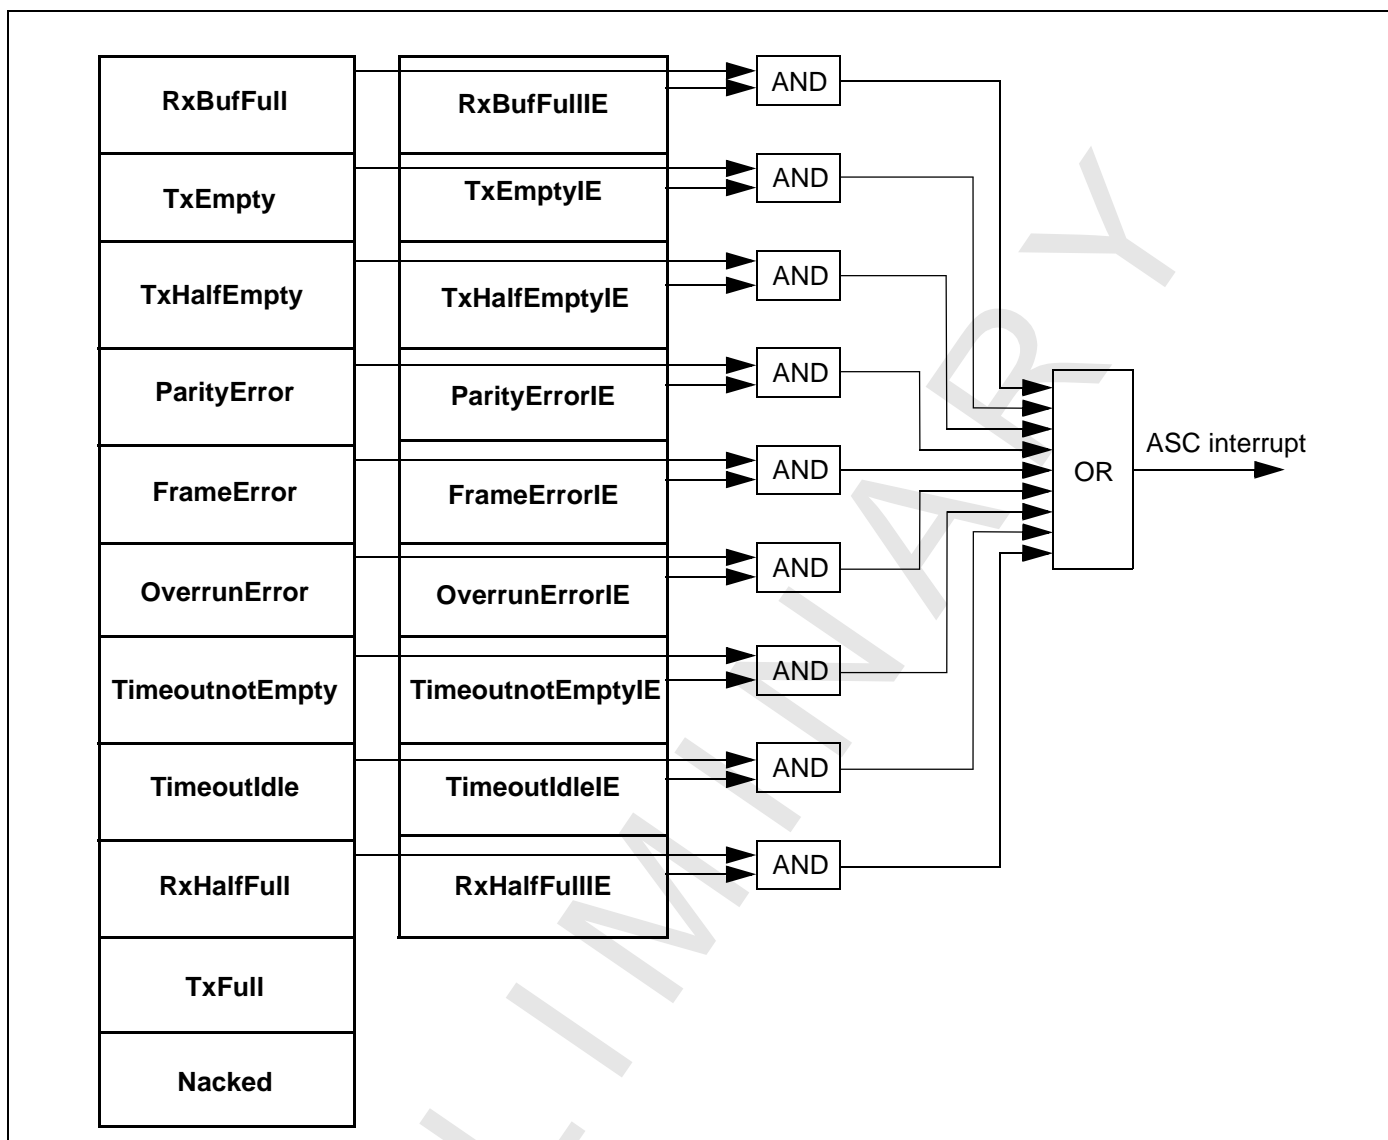 RxBufFull RxBufFullIE AND
TxEmpty TxEmptyIE AND
TxHalfEmpty TxHalfEmptyIE AND
ParityError ParityErrorIE AND
ASC interrupt
OR
FrameError FrameErrorIE AND
OverrunError OverrunErrorIE AND
TimeoutnotEmpty TimeoutnotEmptyIE AND
TimeoutIdle TimeoutIdleIE AND
RxHalfFull RxHalfFullIE AND
TxFull
Nacked
LIMINARY